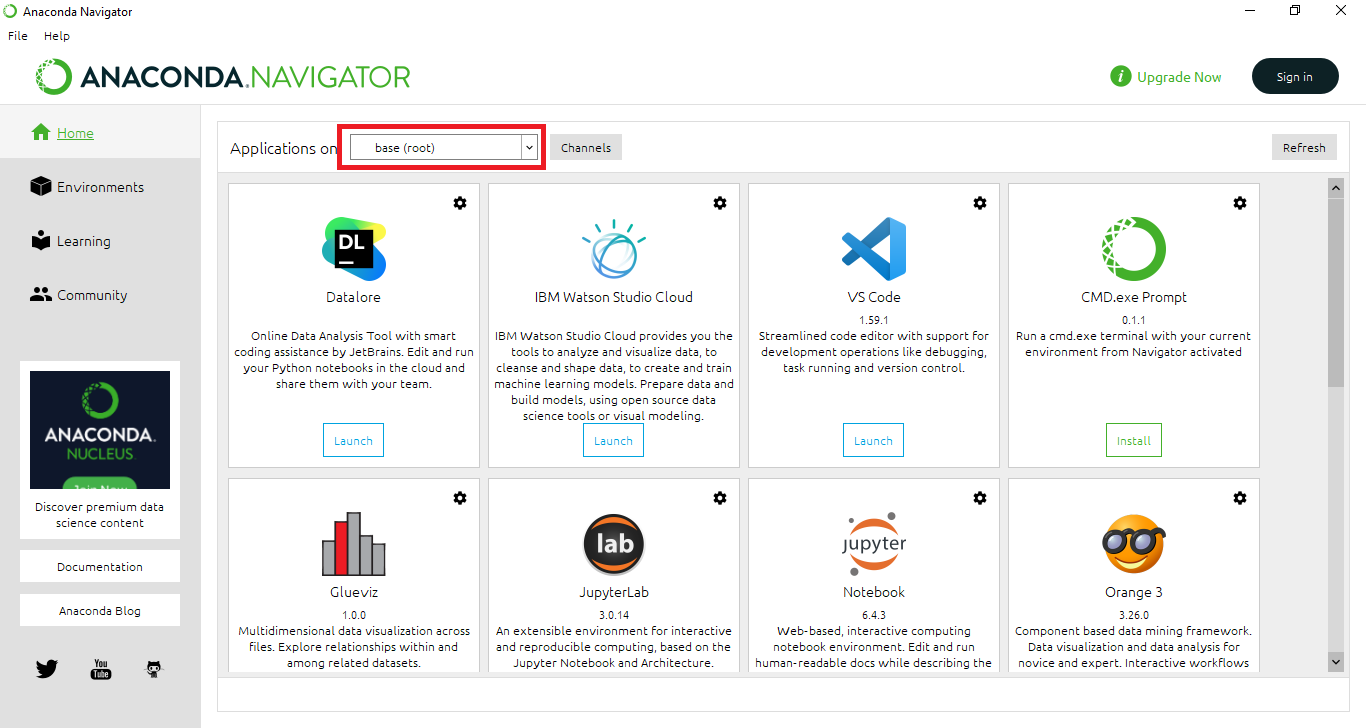 Anaconda Navigator
File Help
ANACONDA.NAVIGATOR
i Upgrade Now
Sign in
Home
Environments
Learning
Community
ANACONDA.
NUCLEUS
Join Now
Discover premium data
science content
Documentation
Anaconda Blog
You
Tube
Applications on base (root) Channels Refresh
DL
Datalore
Online Data Analysis Tool with smart
coding assistance by JetBrains. Edit and run
your Python notebooks in the cloud and
share them with your team.
Launch
IBM Watson Studio Cloud
IBM Watson Studio Cloud provides you the
tools to analyze and visualize data, to
cleanse and shape data, to create and train
machine learning models. Prepare data and
build models, using open source data
science tools or visual modeling.
Launch
VS Code
1.59.1
Streamlined code editor with support for
development operations like debugging,
task running and version control.
Launch
CMD.exe Prompt
0.1.1
Run a cmd.exe terminal with your current
environment from Navigator activated
Install
Glueviz
1.0.0
Multidimensional data visualization across
files. Explore relationships within and
among related datasets.
lab
JupyterLab
3.0.14
An extensible environment for interactive
and reproducible computing, based on the
Jupyter Notebook and Architecture.
jupyter
Notebook
6.4.3
Web-based, interactive computing
notebook environment. Edit and run
human-readable docs while describing the
Orange 3
3.26.0
Component based data mining framework.
Data visualization and data analysis for
novice and expert. Interactive workflows